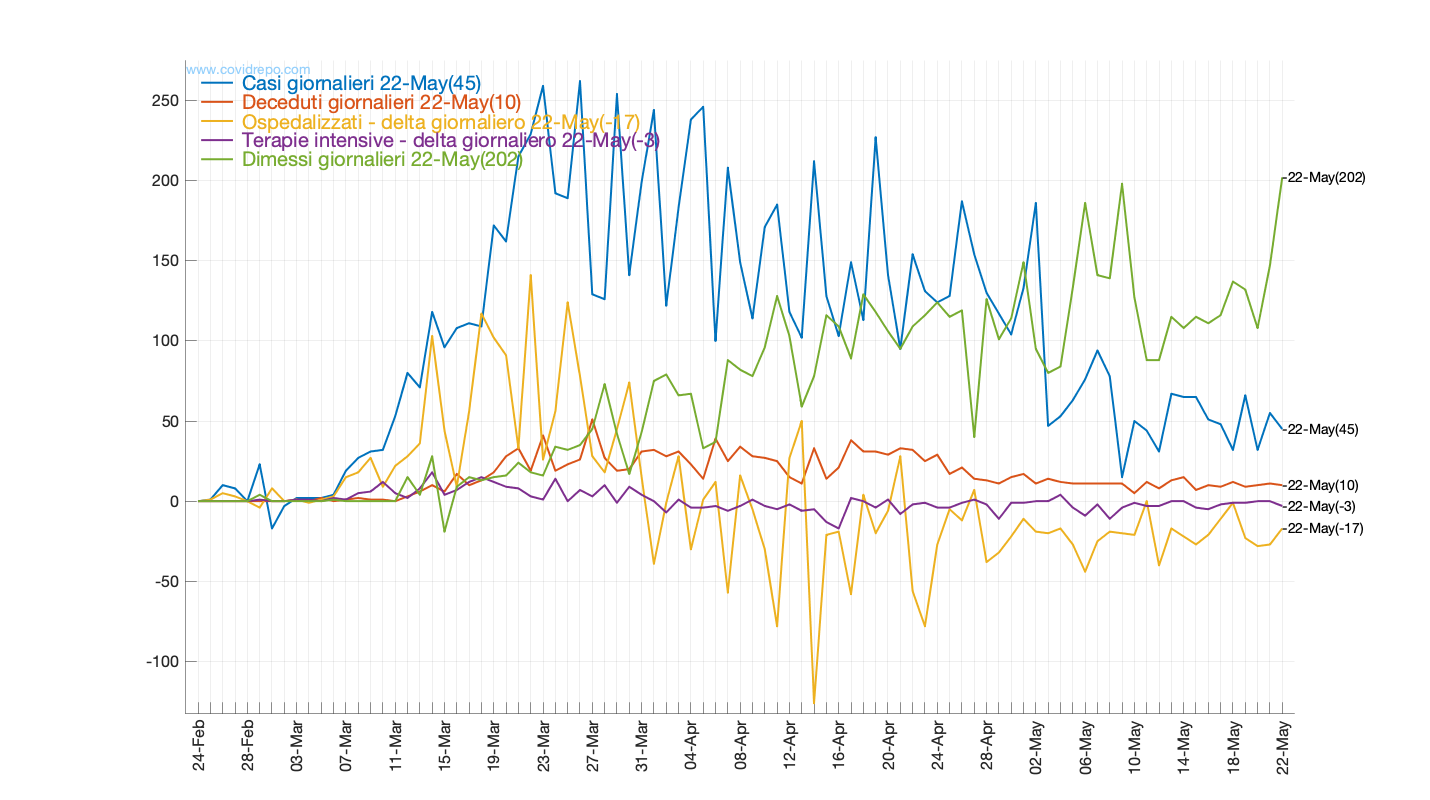 www.covidrepo.com
Casi giornalieri 22-May(45)
Deceduti giornalieri 22-May(10)
Ospedalizzati - delta giornaliero 22-May(-17)
Terapie intensive - delta giornaliero 22-May(-3)
Dimessi giornalieri 22-May(202)
250
200
150
100
50
0
-50
-100
22-May(202)
22-May(45)
22-May(10)
22-May(-3)
22-May(-17)
24-Feb
28-Feb
03-Mar
07-Mar
11-Mar
15-Mar
19-Mar
23-Mar
27-Mar
31-Mar
04-Apr
08-Apr
12-Apr
16-Apr
20-Apr
24-Apr
28-Apr
02-May
06-May
10-May
14-May
18-May
22-May